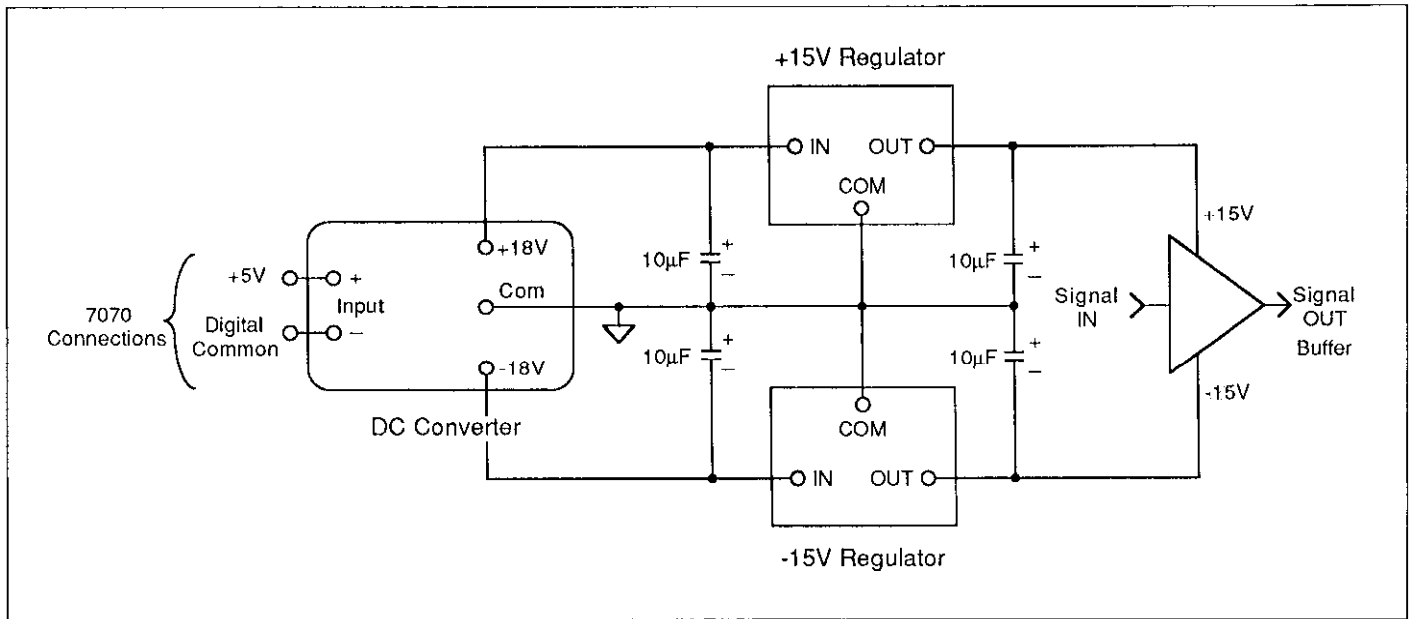 +15V Regulator
IN
OUT
COM
+15V
+18V
10µF
+
−
10µF
+
−
+5V
+
Input
Com
7070
Connections
Digital
Common
−
Signal
IN
Signal
OUT
Buffer
10µF
+
−
10µF
+
−
-18V
-15V
DC Converter
COM
IN
OUT
-15V Regulator